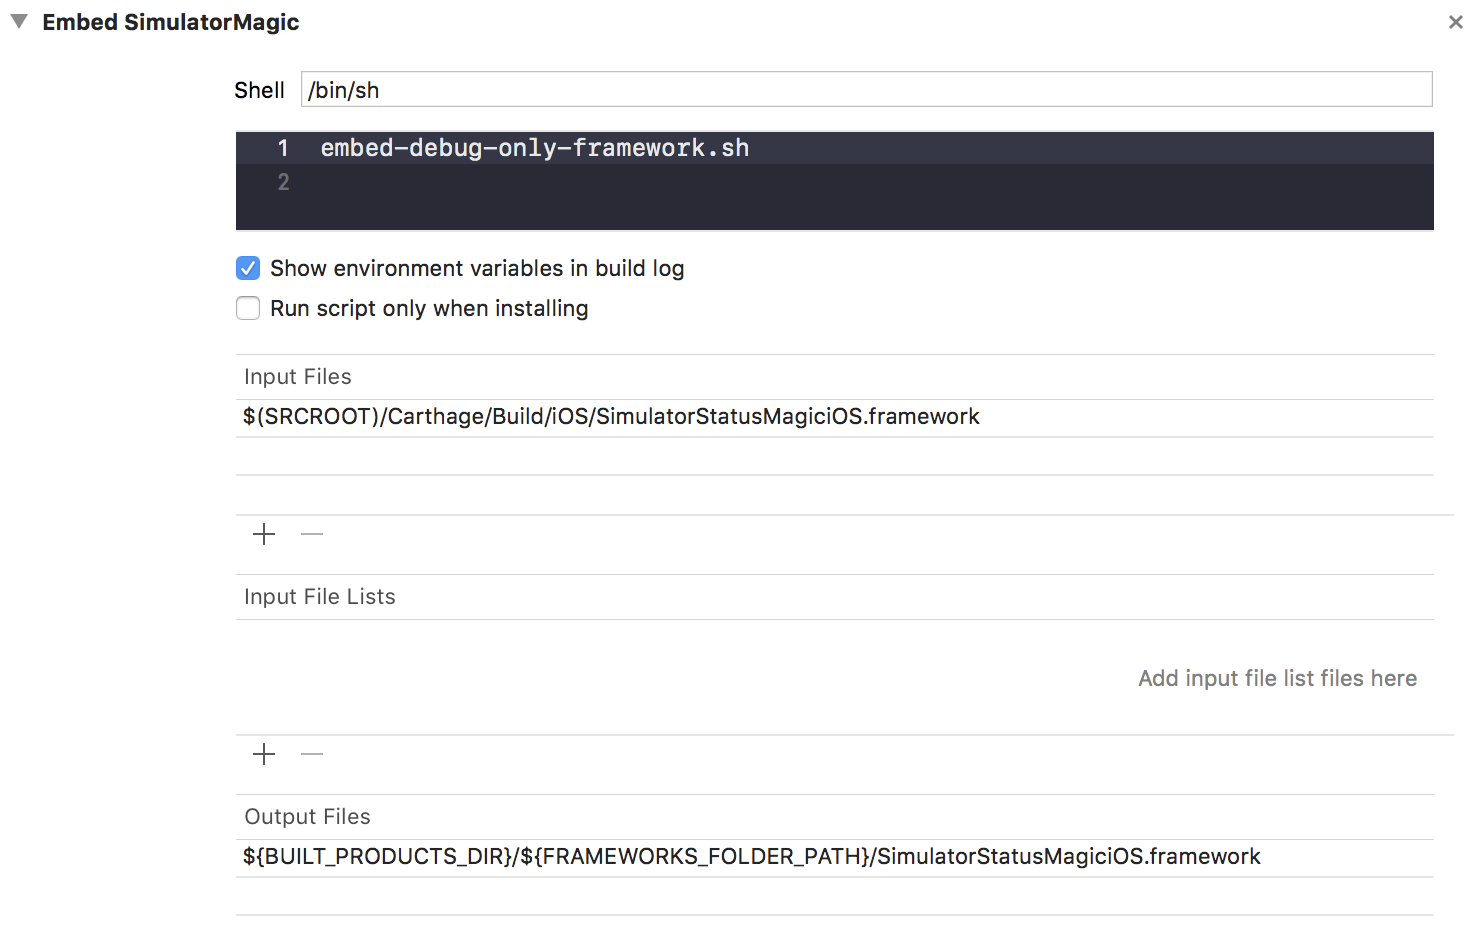 Embed SimulatorMagic
Shell /bin/sh
1 embed-debug-only-framework.sh
2
Show environment variables in build log
Run script only when installing
Input Files
$(SRCROOT)/Carthage/Build/iOS/SimulatorStatusMagiciOS.framework
Input File Lists
Add input file list files here
Output Files
${BUILT_PRODUCTS_DIR}/${FRAMEWORKS_FOLDER_PATH}/SimulatorStatusMagiciOS.framework